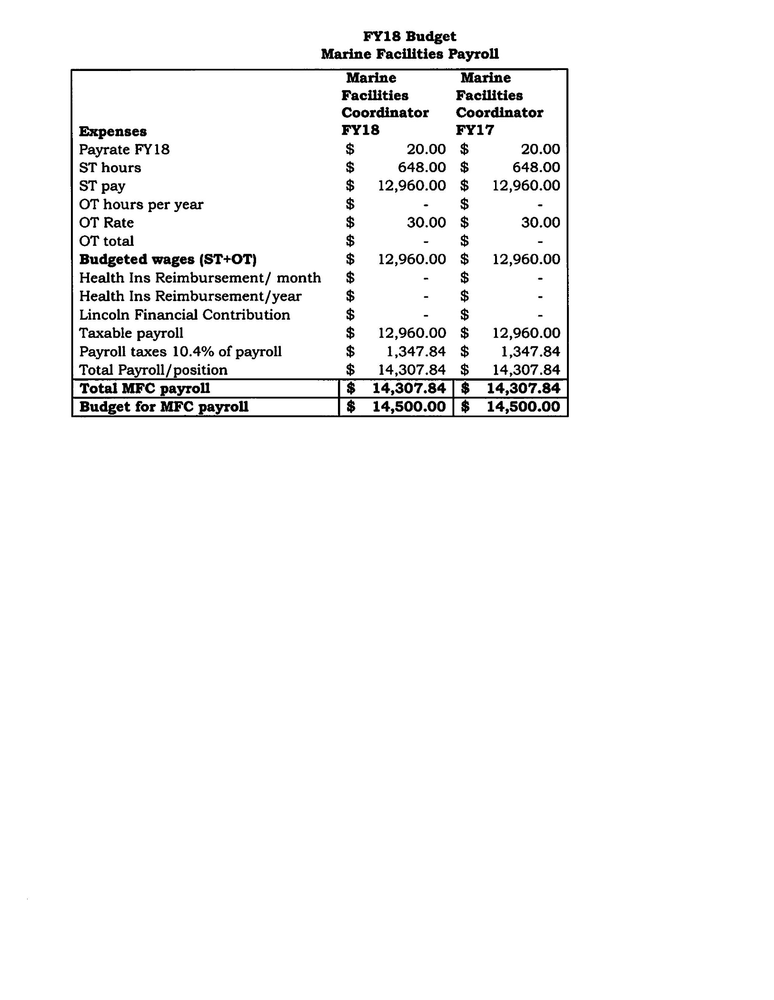 FY18 Budget
Marine Facilities Payroll
Marine Marine
Facilities Facilities
Coordinator Coordinator
Expenses FY18 FY17
Payrate FY18 $ 20.00 $ 20.00
ST hours $ 648.00 $ 648.00
ST pay $ 12,960.00 $ 12,960.00
OT hours per year $ - $ -
OT Rate $ 30.00 $ 30.00
OT total $ - $ -
Budgeted wages (ST+OT) $ 12,960.00 $ 12,960.00
Health Ins Reimbursement/ month $ - $ -
Health Ins Reimbursement/year $ - $ -
Lincoln Financial Contribution $ - $ -
Taxable payroll $ 12,960.00 $ 12,960.00
Payroll taxes 10.4% of payroll $ 1,347.84 $ 1,347.84
Total Payroll/position $ 14,307.84 $ 14,307.84
Total MFC payroll $ 14,307.84 $ 14,307.84
Budget for MFC payroll $ 14,500.00 $ 14,500.00